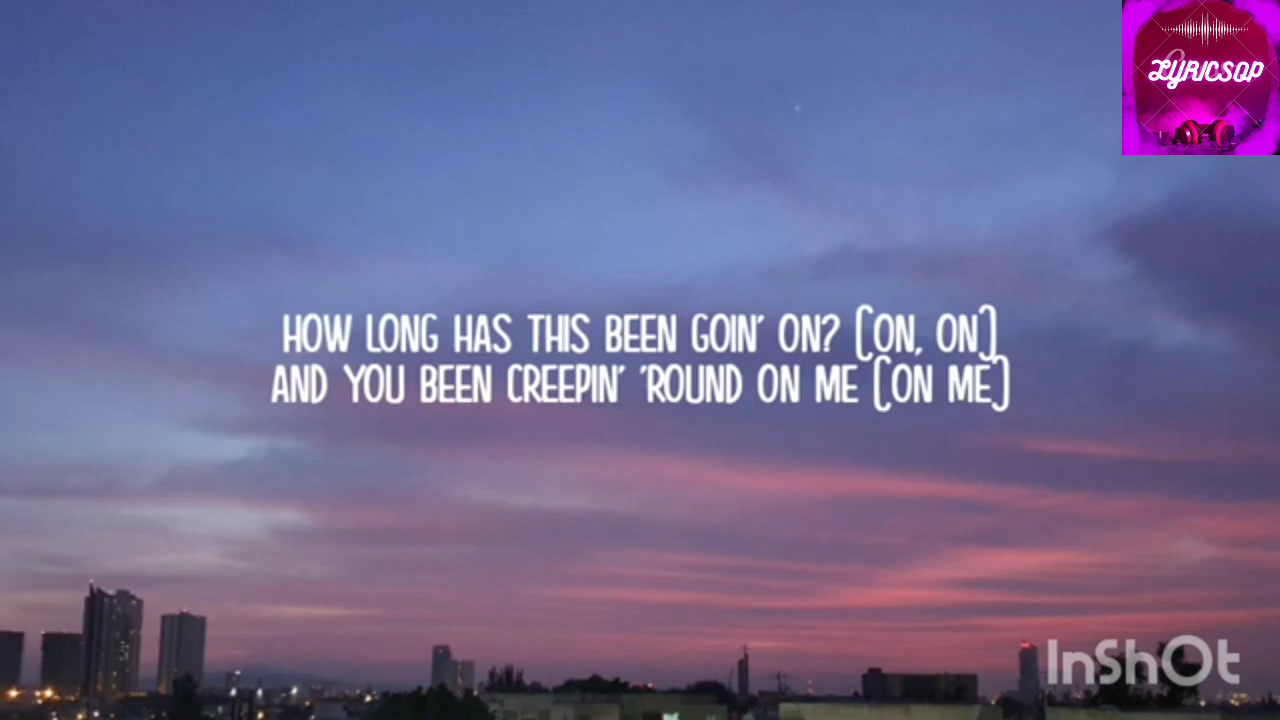 LYRICSOP
HOW LONG HAS THIS BEEN GOIN' ON? (ON, ON)
AND YOU BEEN CREEPIN' 'ROUND ON ME (ON ME)
InShOt